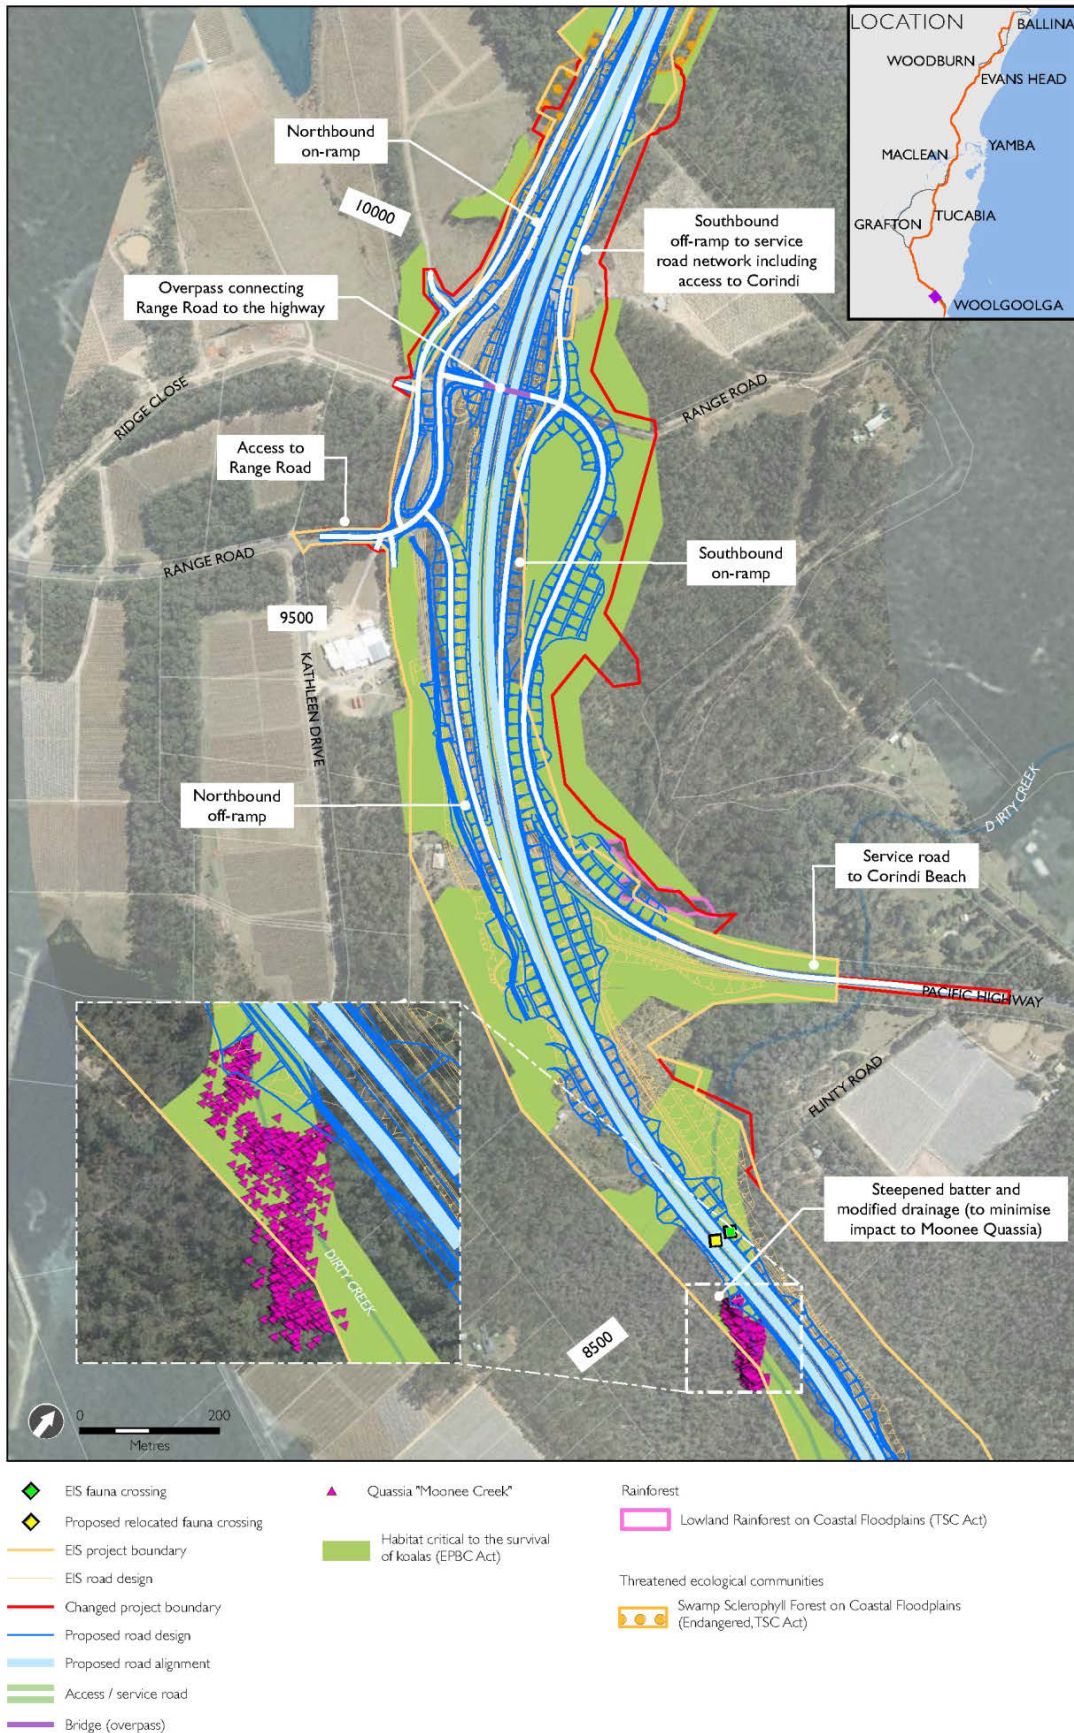 LOCATION
BALLINA
WOODBURN
EVANS HEAD
MACLEAN
YAMBA
GRAFTON
TUCABIA
WOOLGOOLGA
Northbound
on-ramp
10000
Southbound
off-ramp to service
road network including
access to Corindi
Overpass connecting
Range Road to the highway
RIDGE CLOSE
RANGE ROAD
Access to
Range Road
RANGE ROAD
Southbound
on-ramp
9500
KATHLEEN DRIVE
Northbound
off-ramp
DIRTY CREEK
Service road
to Corindi Beach
PACIFIC HIGHWAY
FLINTY ROAD
Steepened batter and
modified drainage (to minimise
impact to Moonee Quassia)
DIRTY CREEK
8500
0 200
Metres
EIS fauna crossing
Proposed relocated fauna crossing
EIS project boundary
EIS road design
Changed project boundary
Proposed road design
Proposed road alignment
Access / service road
Bridge (overpass)
Quassia "Moonee Creek"
Habitat critical to the survival
of koalas (EPBC Act)
Rainforest
Lowland Rainforest on Coastal Floodplains (TSC Act)
Threatened ecological communities
Swamp Sclerophyll Forest on Coastal Floodplains
(Endangered, TSC Act)